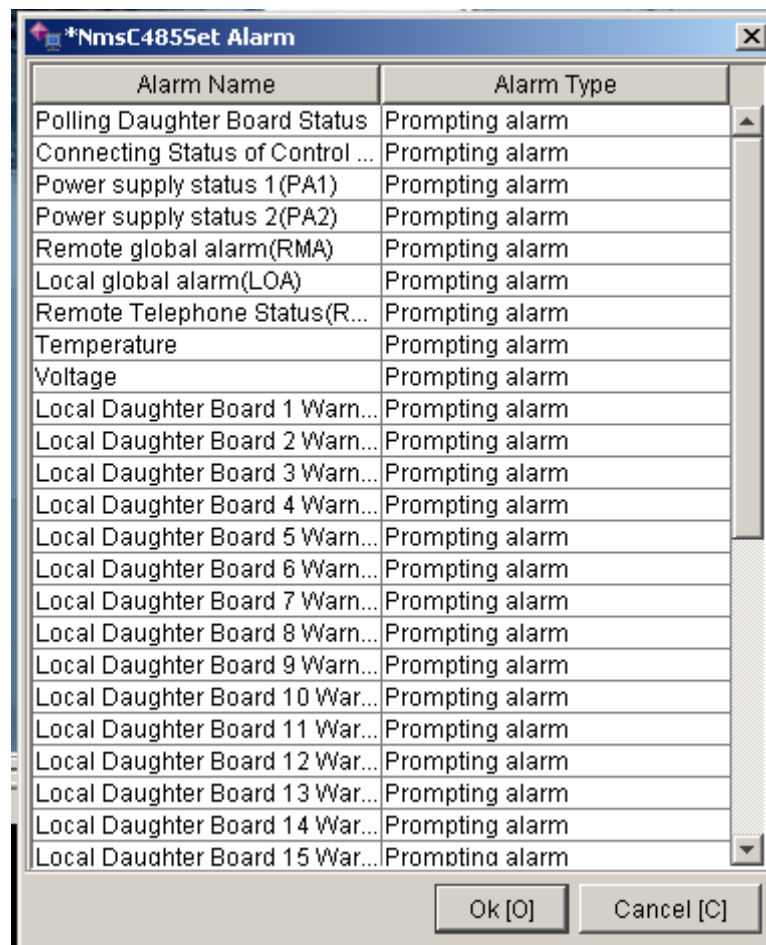 *NmsC485Set Alarm
Alarm Name Alarm Type
Polling Daughter Board Status Prompting alarm
Connecting Status of Control ... Prompting alarm
Power supply status 1(PA1) Prompting alarm
Power supply status 2(PA2) Prompting alarm
Remote global alarm(RMA) Prompting alarm
Local global alarm(LOA) Prompting alarm
Remote Telephone Status(R... Prompting alarm
Temperature Prompting alarm
Voltage Prompting alarm
Local Daughter Board 1 Warn... Prompting alarm
Local Daughter Board 2 Warn... Prompting alarm
Local Daughter Board 3 Warn... Prompting alarm
Local Daughter Board 4 Warn... Prompting alarm
Local Daughter Board 5 Warn... Prompting alarm
Local Daughter Board 6 Warn... Prompting alarm
Local Daughter Board 7 Warn... Prompting alarm
Local Daughter Board 8 Warn... Prompting alarm
Local Daughter Board 9 Warn... Prompting alarm
Local Daughter Board 10 War... Prompting alarm
Local Daughter Board 11 War... Prompting alarm
Local Daughter Board 12 War... Prompting alarm
Local Daughter Board 13 War... Prompting alarm
Local Daughter Board 14 War... Prompting alarm
Local Daughter Board 15 War... Prompting alarm
Ok [O] Cancel [C]